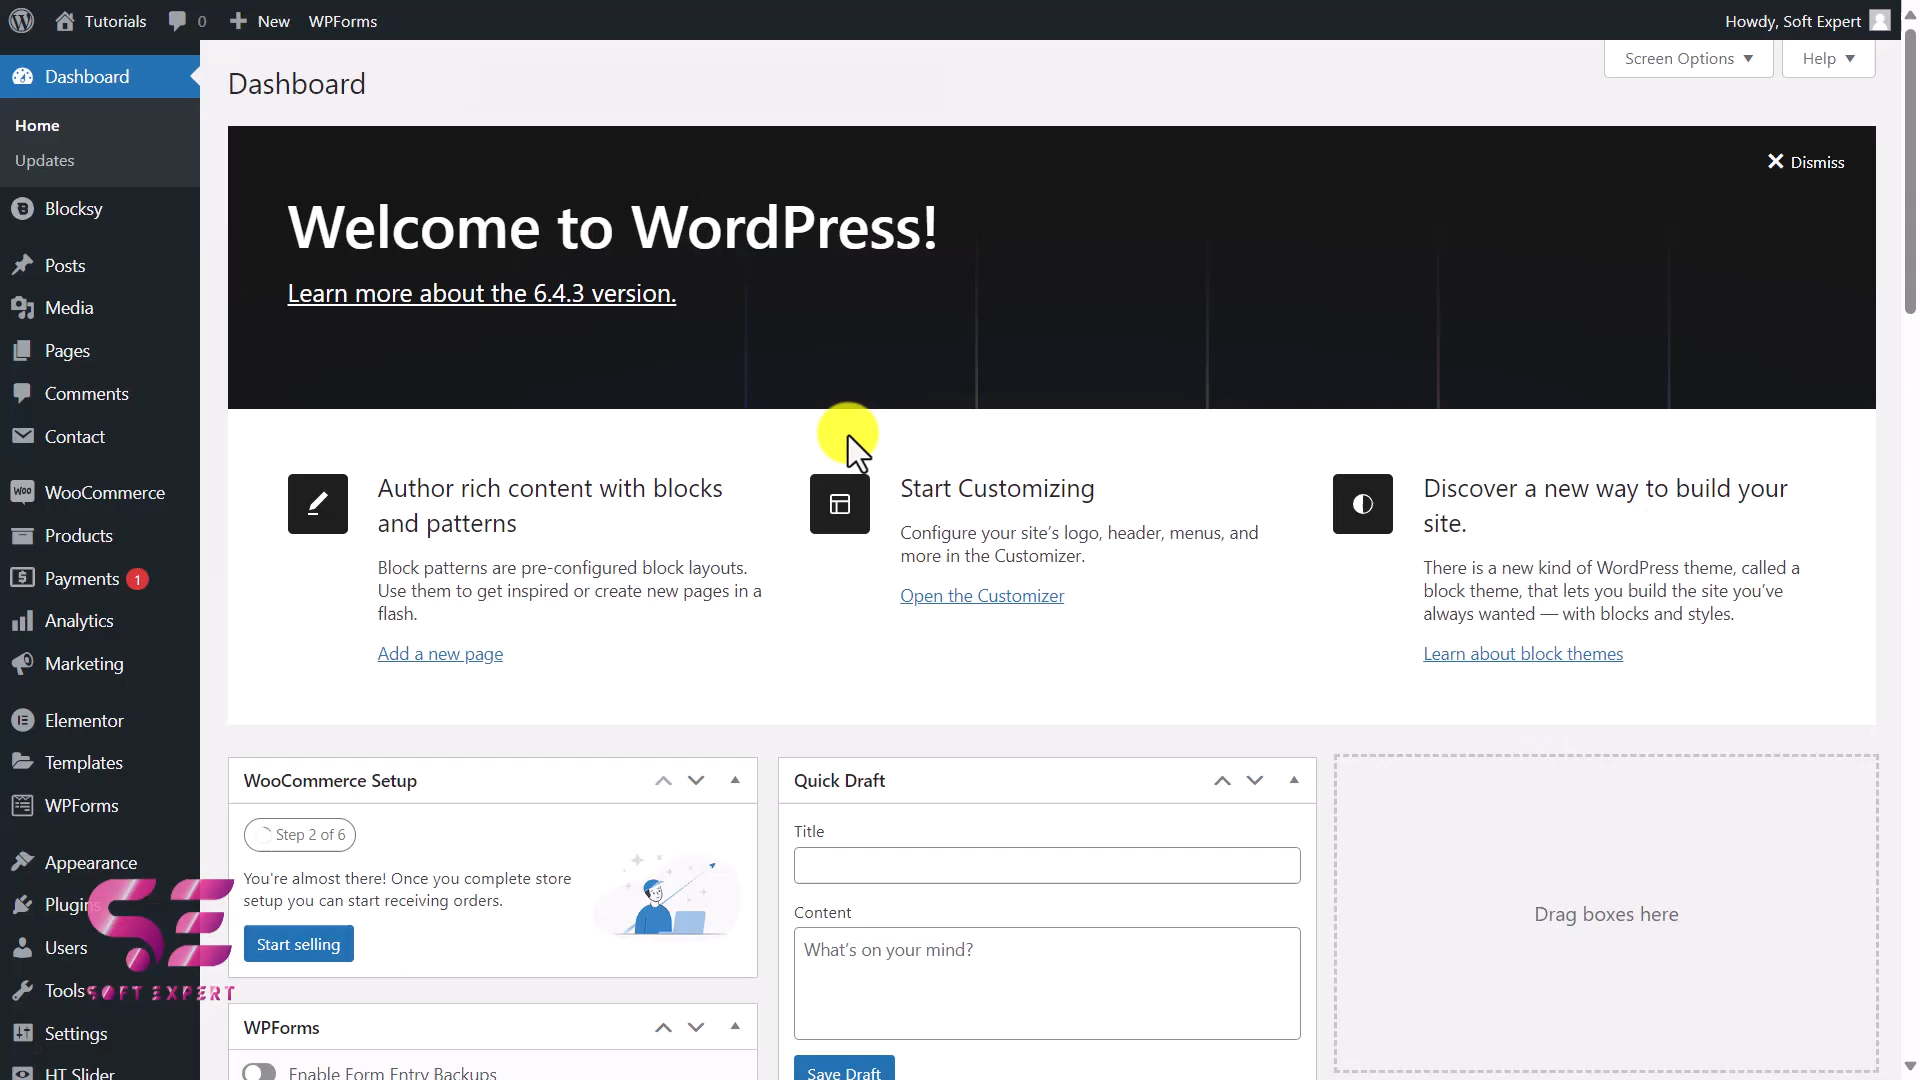 Tutorials
0
New
WPForms
Howdy, Soft Expert
Screen Options
Help
Dashboard
Home
Updates
Blocksy
Posts
Media
Pages
Comments
Contact
WooCommerce
Products
Payments 1
Analytics
Marketing
Elementor
Templates
WPForms
Appearance
Plugins
Users
Tools
Settings
HT Slider
SE
SOFT EXPERT
Dashboard
Dismiss
Welcome to WordPress!
Learn more about the 6.4.3 version.
Author rich content with blocks
and patterns
Block patterns are pre-configured block layouts.
Use them to get inspired or create new pages in a
flash.
Add a new page
Start Customizing
Configure your site’s logo, header, menus, and
more in the Customizer.
Open the Customizer
Discover a new way to build your
site.
There is a new kind of WordPress theme, called a
block theme, that lets you build the site you’ve
always wanted — with blocks and styles.
Learn about block themes
WooCommerce Setup
Step 2 of 6
You're almost there! Once you complete store
setup you can start receiving orders.
Start selling
WPForms
Enable Form Entry Backups
Quick Draft
Title
Content
What’s on your mind?
Save Draft
Drag boxes here